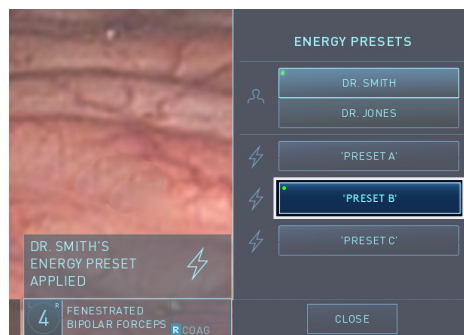 ENERGY PRESETS
DR. SMITH
DR. JONES
'PRESET A'
'PRESET B'
'PRESET C'
CLOSE
DR. SMITH'S
ENERGY PRESET
APPLIED
4 R
FENESTRATED
BIPOLAR FORCEPS R COAG